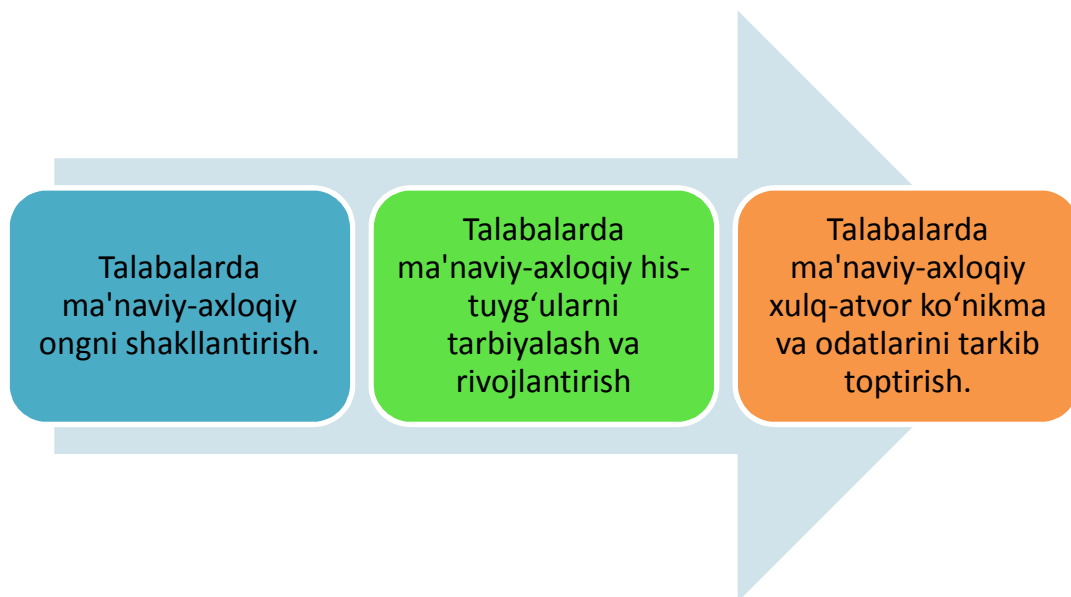 Talabalarda
ma'naviy-axloqiy
ongni shakllantirish.
Talabalarda
ma'naviy-axloqiy his-
tuyg‘ularni
tarbiyalash va
rivojlantirish
Talabalarda
ma'naviy-axloqiy
xulq-atvor ko‘nikma
va odatlarini tarkib
toptirish.